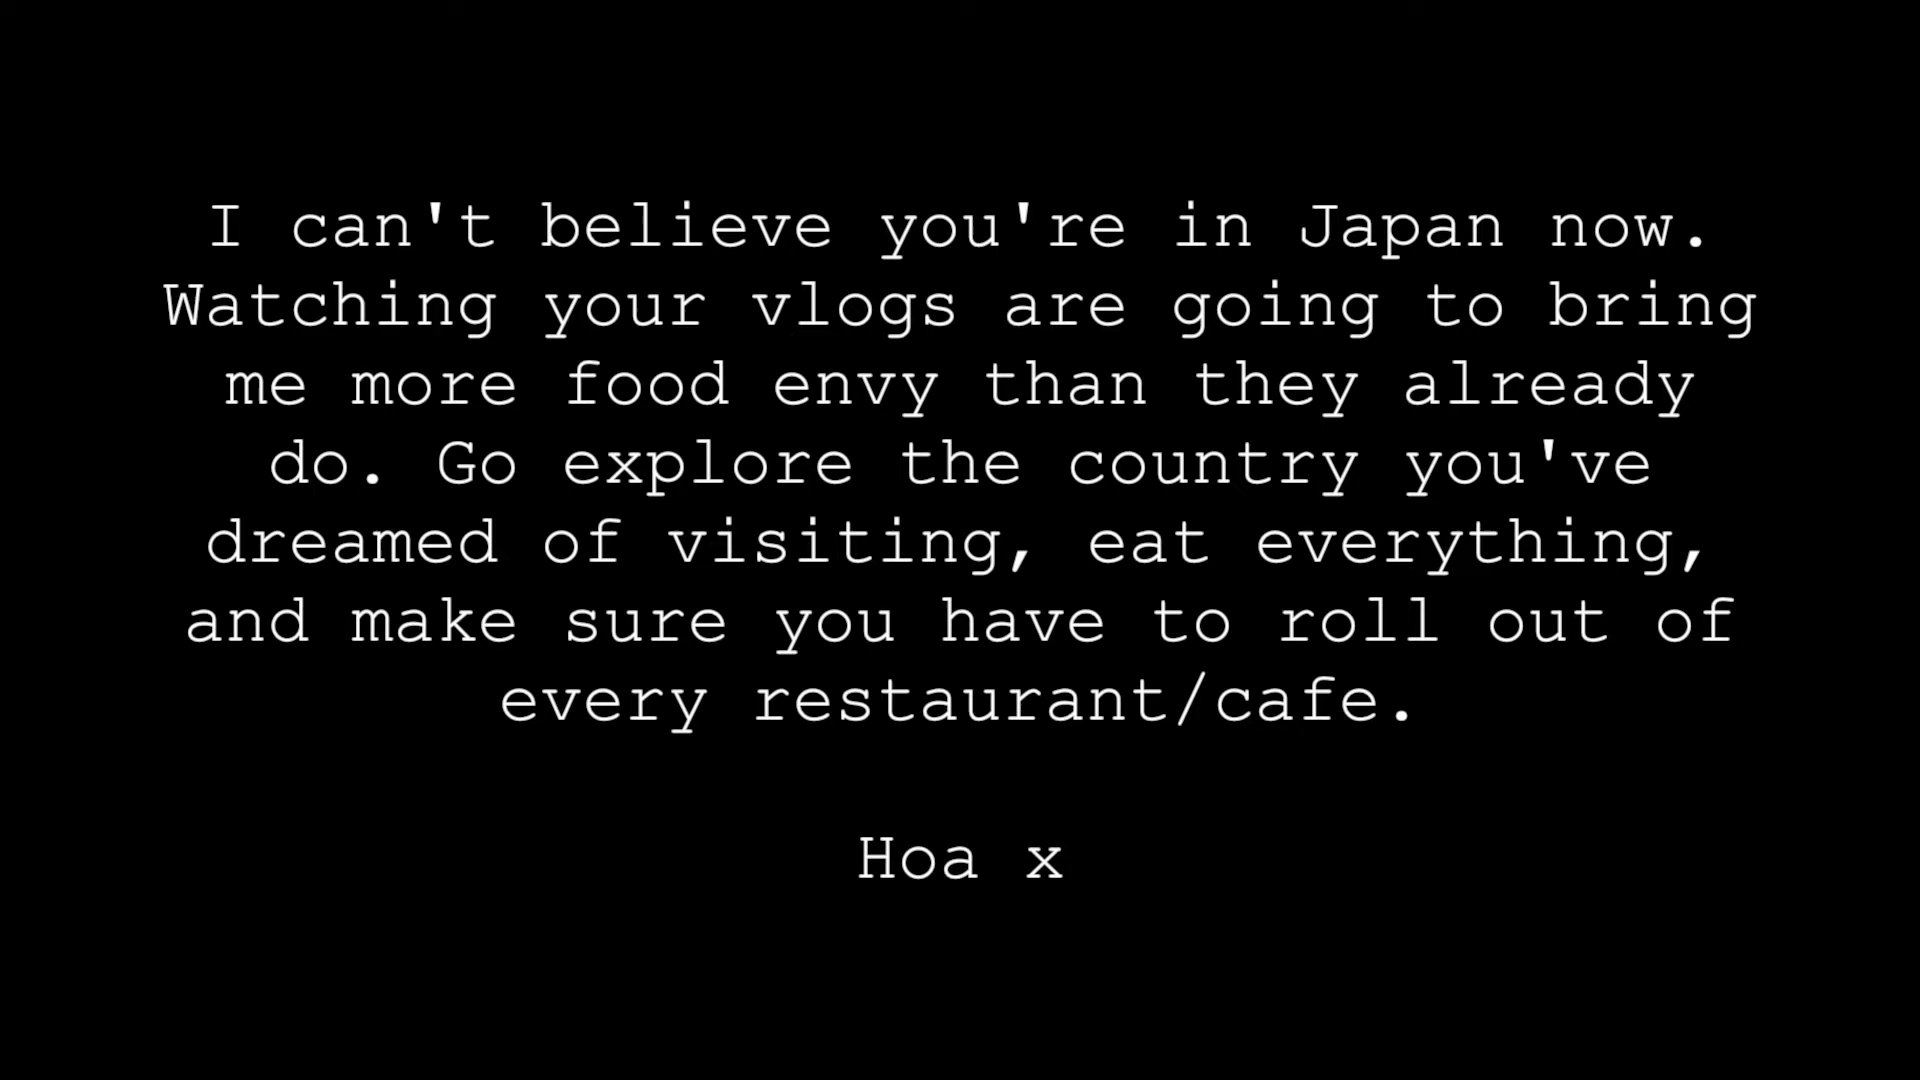 I can't believe you're in Japan now.
Watching your vlogs are going to bring
me more food envy than they already
do. Go explore the country you've
dreamed of visiting, eat everything,
and make sure you have to roll out of
every restaurant/cafe.
Hoa x